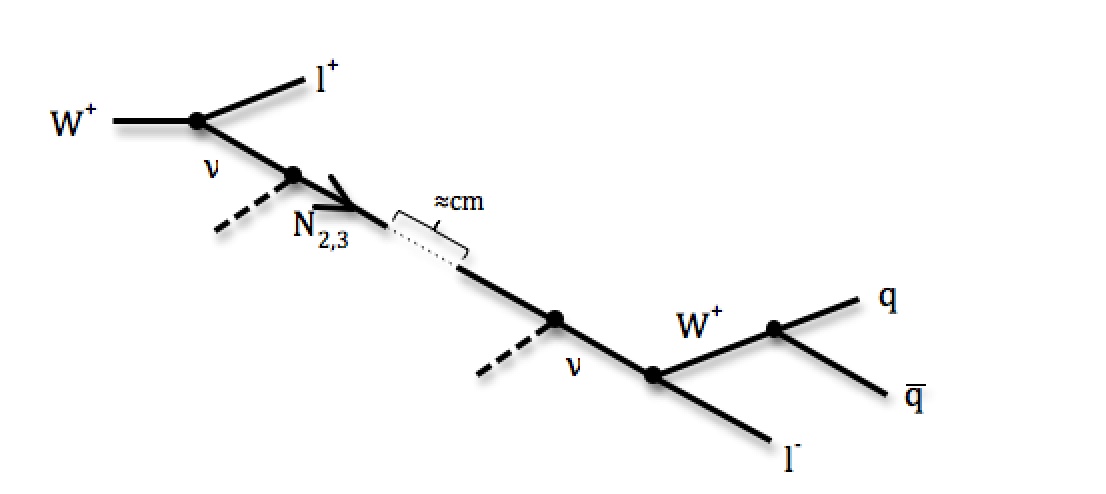 W⁺
l⁺
ν
N₂,₃
≈cm
W⁺
ν
q
q̅
l⁻